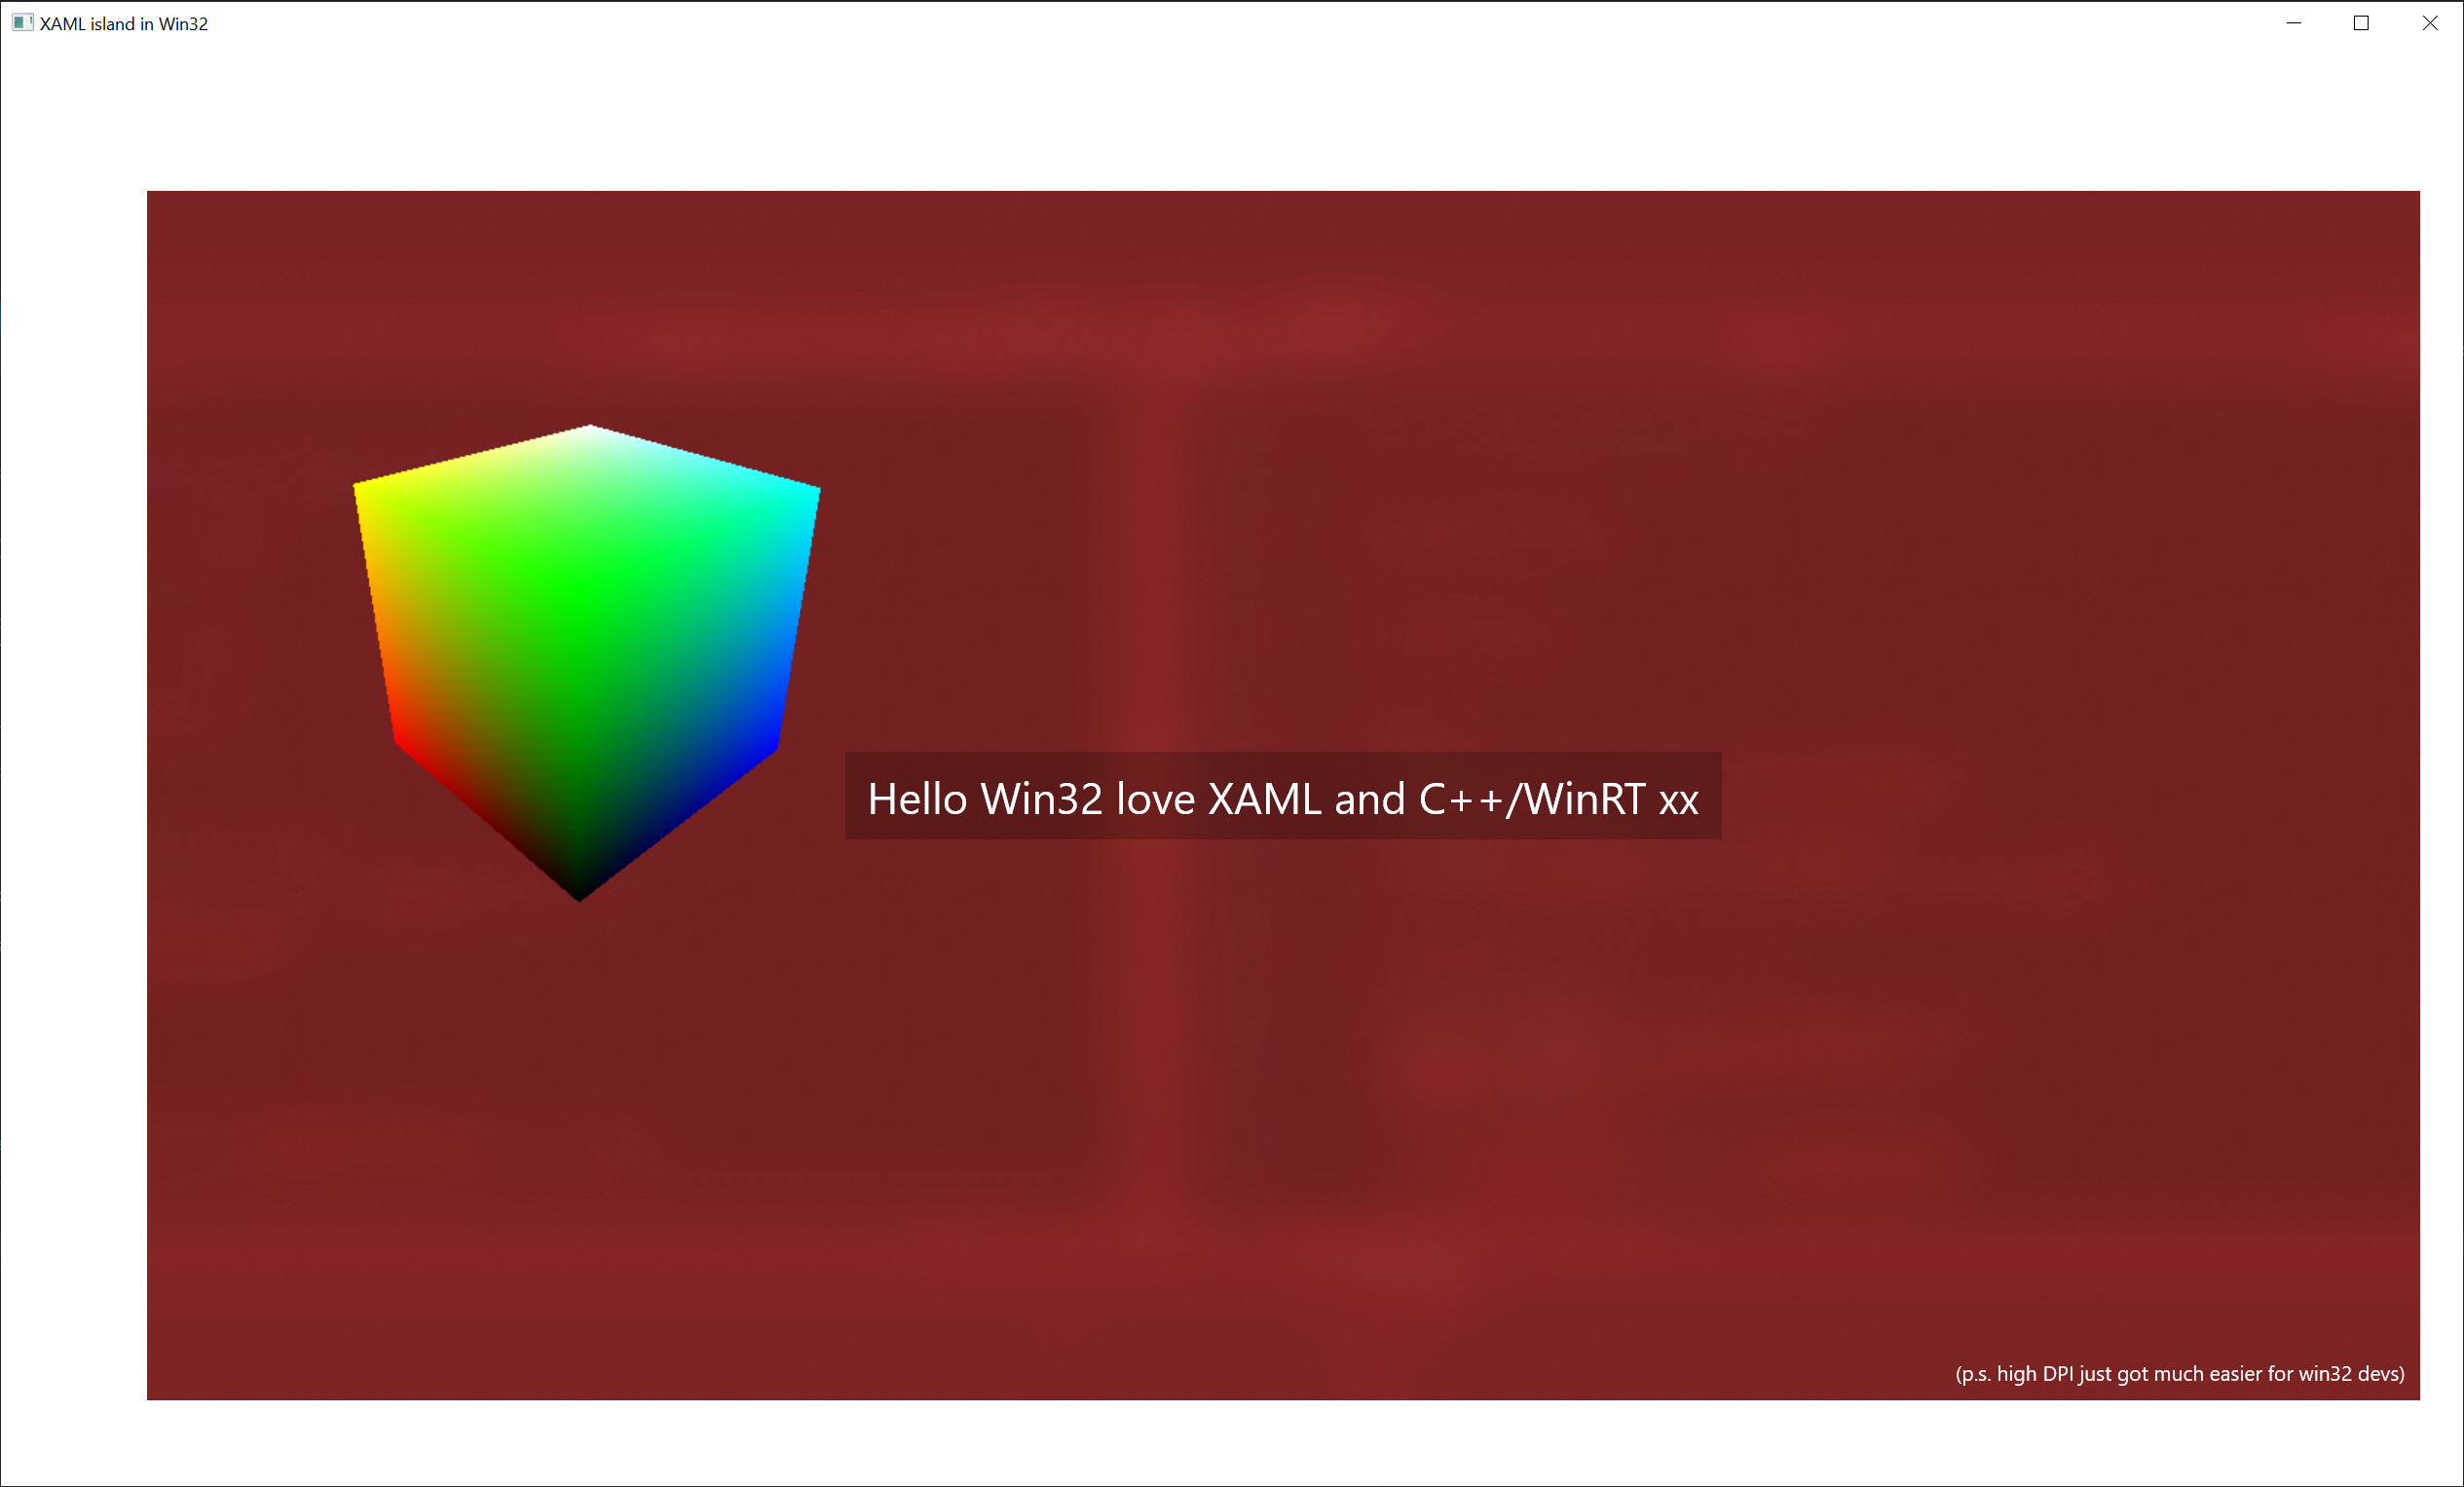 XAML island in Win32
Hello Win32 love XAML and C++/WinRT xx
(p.s. high DPI just got much easier for win32 devs)